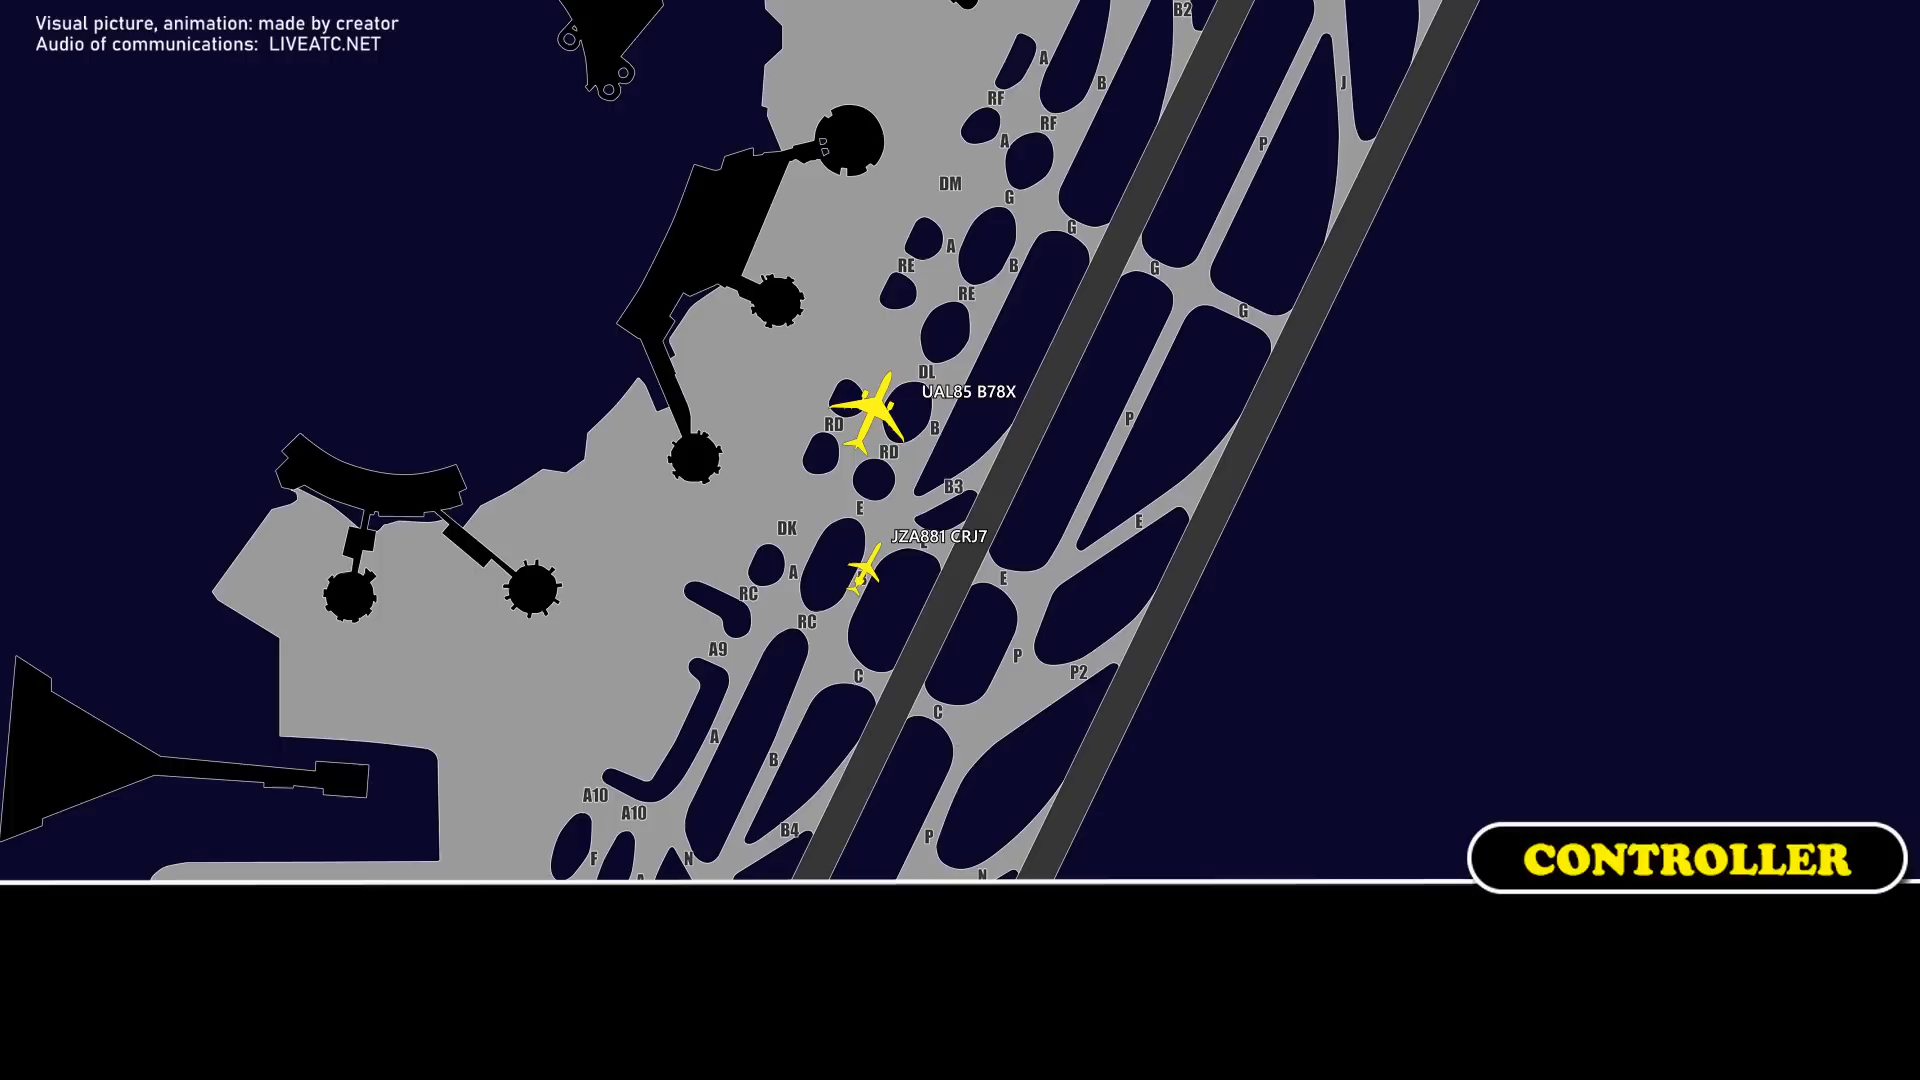 Visual picture, animation: made by creator
Audio of communications: LIVEATC.NET
B2
A
B
J
RF
RF
A
P
DM
G
G
A
B
RE
G
RE
G
DL
UAL85 B78X
P
RD
B
RD
B3
E
E
DK
JZA881 CRJ7
A
E
RC
RC
A9
P
C
P2
C
A
B
A10
A10
B4
P
F
N
N
CONTROLLER